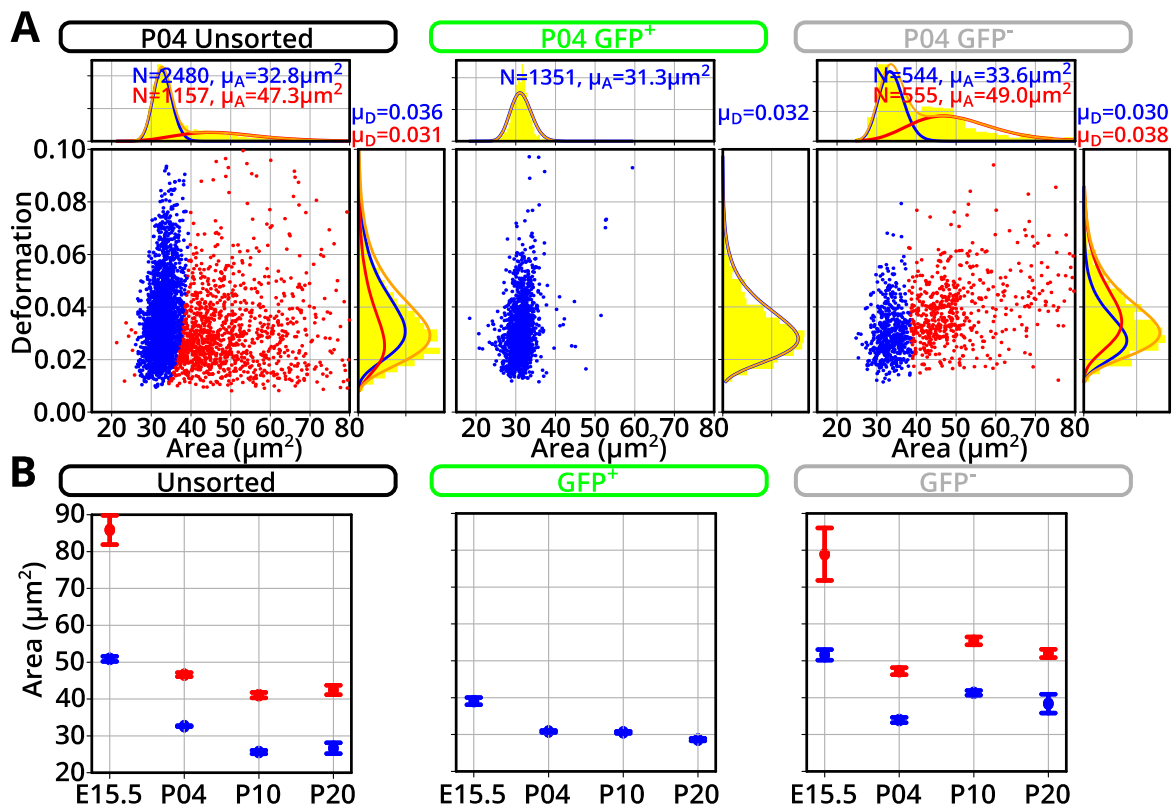 A
P04 Unsorted
P04 GFP⁺
P04 GFP⁻
N=2480, μA=32.8μm²
N=1157, μA=47.3μm²
μD=0.036
μD=0.031
N=1351, μA=31.3μm²
μD=0.032
N=544, μA=33.6μm²
N=555, μA=49.0μm²
μD=0.030
μD=0.038
Deformation
0.10
0.08
0.06
0.04
0.02
0.00
20 30 40 50 60 70 80
20 30 40 50 60 70 80
20 30 40 50 60 70 80
Area (μm²)
Area (μm²)
Area (μm²)
B
Unsorted
GFP⁺
GFP⁻
Area (μm²)
90
80
70
60
50
40
30
20
E15.5 P04 P10 P20
E15.5 P04 P10 P20
E15.5 P04 P10 P20